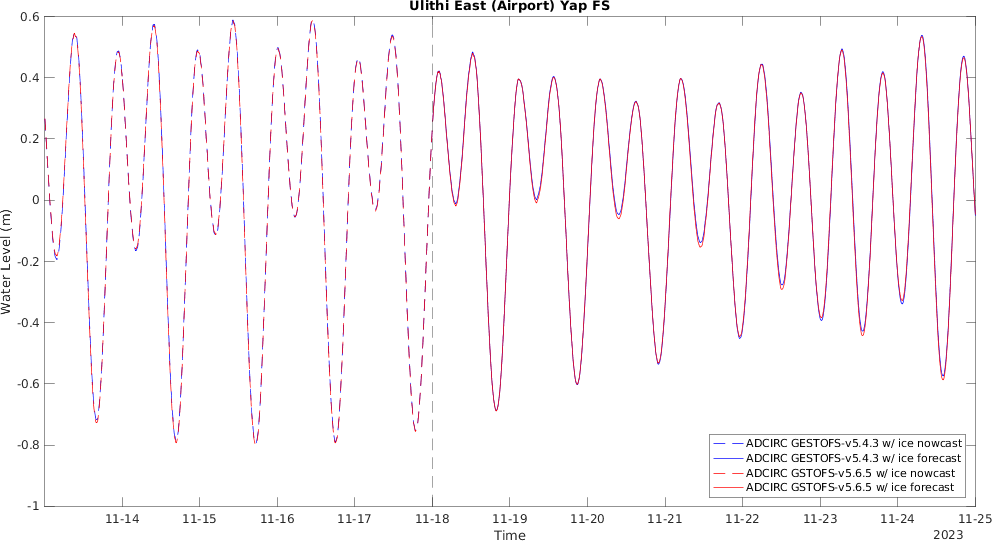 Ulithi East (Airport) Yap FS
0.6
0.4
0.2
0
-0.2
-0.4
-0.6
-0.8
-1
Water Level (m)
ADCIRC GESTOFS-v5.4.3 w/ ice nowcast
ADCIRC GESTOFS-v5.4.3 w/ ice forecast
ADCIRC GSTOFS-v5.6.5 w/ ice nowcast
ADCIRC GSTOFS-v5.6.5 w/ ice forecast
11-14 11-15 11-16 11-17 11-18 11-19 11-20 11-21 11-22 11-23 11-24 11-25
Time
2023